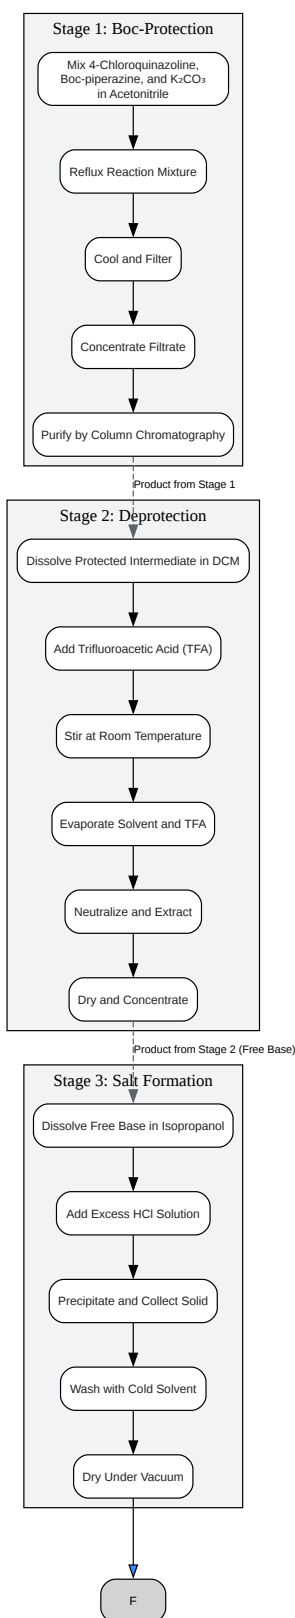 Stage 1: Boc-Protection
Mix 4-Chloroquinazoline,
Boc-piperazine, and K₂CO₃
in Acetonitrile
Reflux Reaction Mixture
Cool and Filter
Concentrate Filtrate
Purify by Column Chromatography
Product from Stage 1
Stage 2: Deprotection
Dissolve Protected Intermediate in DCM
Add Trifluoroacetic Acid (TFA)
Stir at Room Temperature
Evaporate Solvent and TFA
Neutralize and Extract
Dry and Concentrate
Product from Stage 2 (Free Base)
Stage 3: Salt Formation
Dissolve Free Base in Isopropanol
Add Excess HCl Solution
Precipitate and Collect Solid
Wash with Cold Solvent
Dry Under Vacuum
F